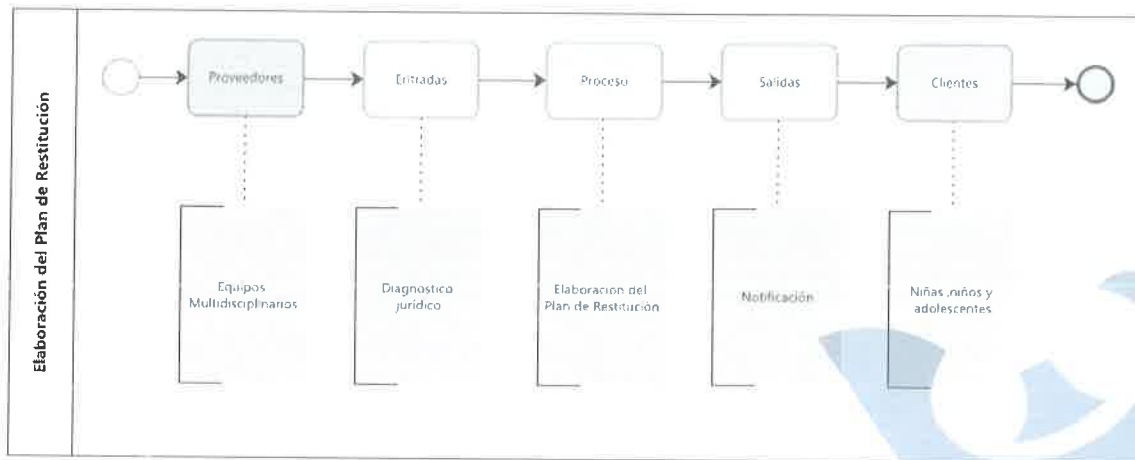 Elaboración del Plan de Restitución
Proveedores
Entradas
Proceso
Salidas
Clientes
Equipos
Multidisciplinarios
Diagnostico
jurídico
Elaboracion del
Plan de Restitución
Notificación
Niñas ,niños y
adolescentes